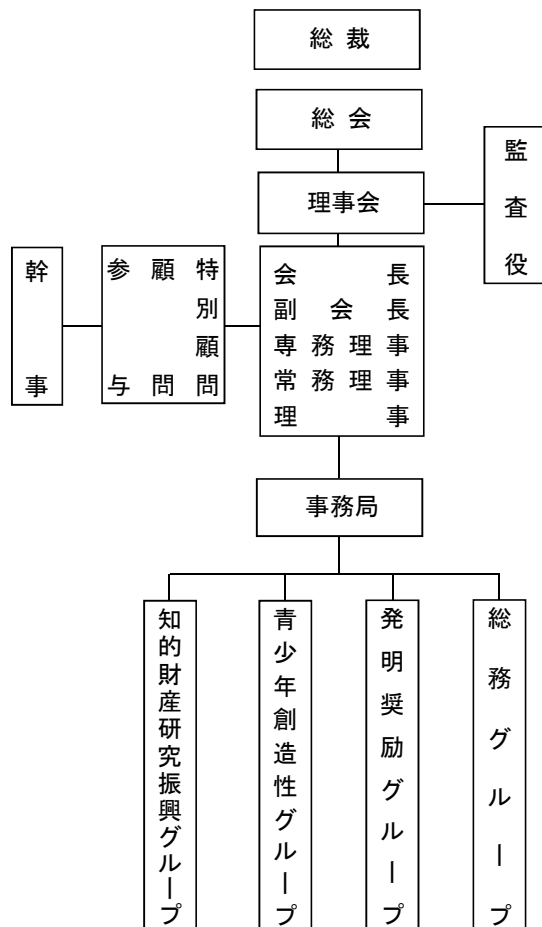 総裁
総会
理事会
監査役
会長
副会長
専務理事
常務理事
理事
特別顧問
顧問
参与
幹事
事務局
総務グループ
発明奨励グループ
青少年創造性グループ
知的財産研究振興グループ